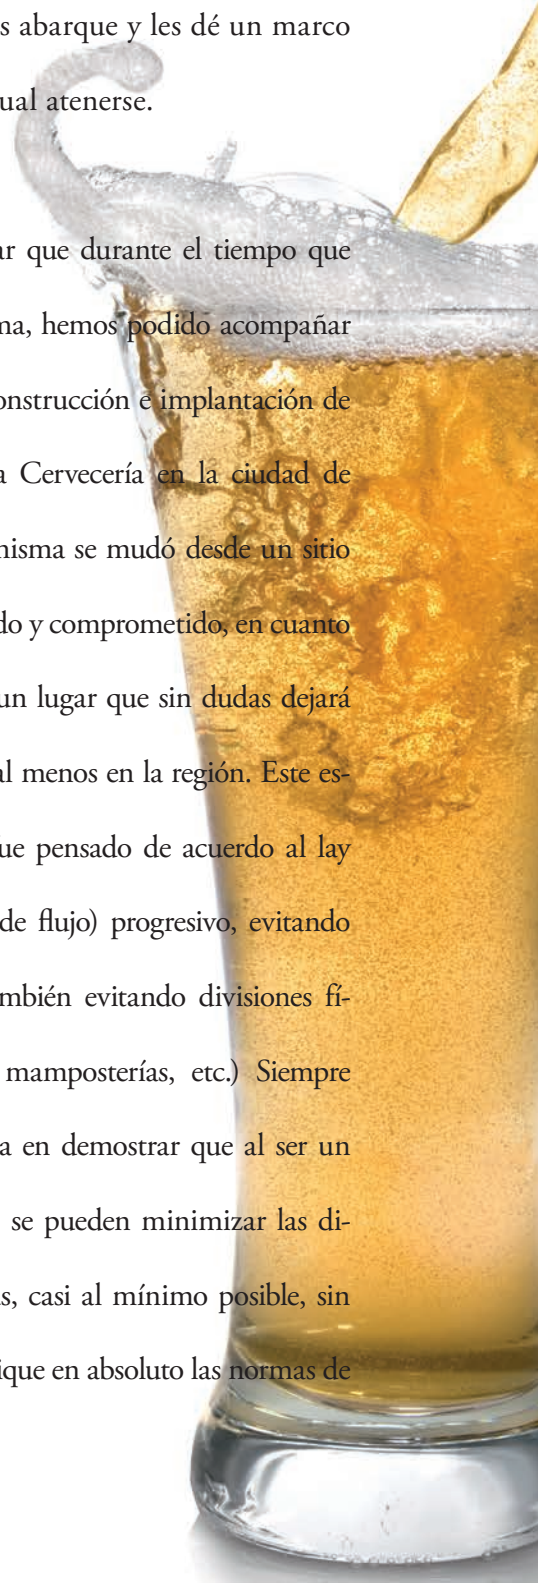 s abarque y les dé un marco
ual atenerse.
ar que durante el tiempo que
ma, hemos podido acompañar
onstrucción e implantación de
a Cervecería en la ciudad de
nisma se mudó desde un sitio
do y comprometido, en cuanto
un lugar que sin dudas dejará
al menos en la región. Este es-
ue pensado de acuerdo al lay
de flujo) progresivo, evitando
mbién evitando divisiones fí-
mamposterías, etc.) Siempre
a en demostrar que al ser un
se pueden minimizar las di-
s, casi al mínimo posible, sin
ique en absoluto las normas de